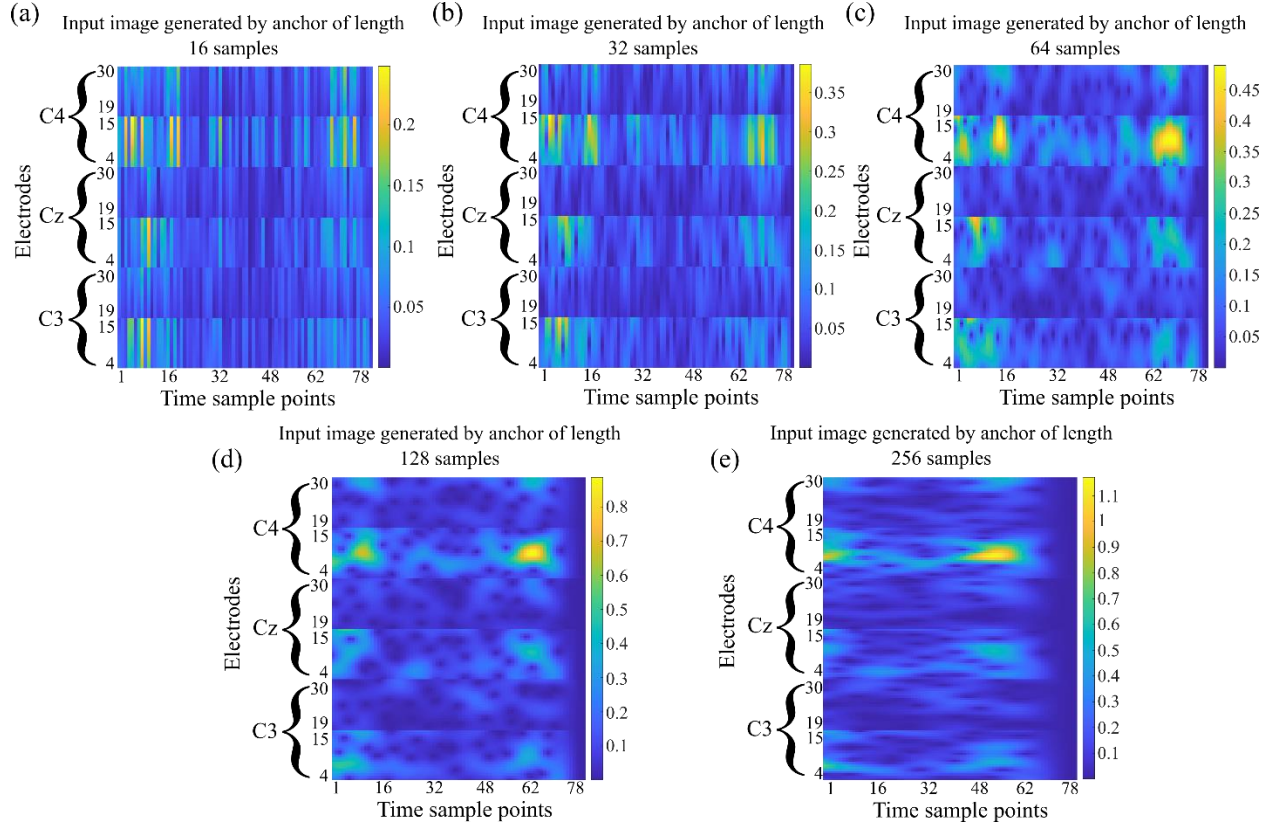 (a)
Input image generated by anchor of length
16 samples
Electrodes
C4
Cz
C3
30
19
15
4
30
19
15
4
30
19
15
4
0.2
0.15
0.1
0.05
1 16 32 48 62 78
Time sample points
(b)
Input image generated by anchor of length
32 samples
Electrodes
C4
Cz
C3
30
19
15
4
30
19
15
4
30
19
15
4
0.35
0.3
0.25
0.2
0.15
0.1
0.05
1 16 32 48 62 78
Time sample points
(c)
Input image generated by anchor of length
64 samples
Electrodes
C4
Cz
C3
30
19
15
4
30
19
15
4
30
19
15
4
0.45
0.4
0.35
0.3
0.25
0.2
0.15
0.1
0.05
1 16 32 48 62 78
Time sample points
(d)
Input image generated by anchor of length
128 samples
Electrodes
C4
Cz
C3
30
19
15
4
30
19
15
4
30
19
15
4
0.8
0.7
0.6
0.5
0.4
0.3
0.2
0.1
1 16 32 48 62 78
Time sample points
(e)
Input image generated by anchor of length
256 samples
Electrodes
C4
Cz
C3
30
19
15
4
30
19
15
4
30
19
15
4
1.1
1
0.9
0.8
0.7
0.6
0.5
0.4
0.3
0.2
0.1
1 16 32 48 62 78
Time sample points